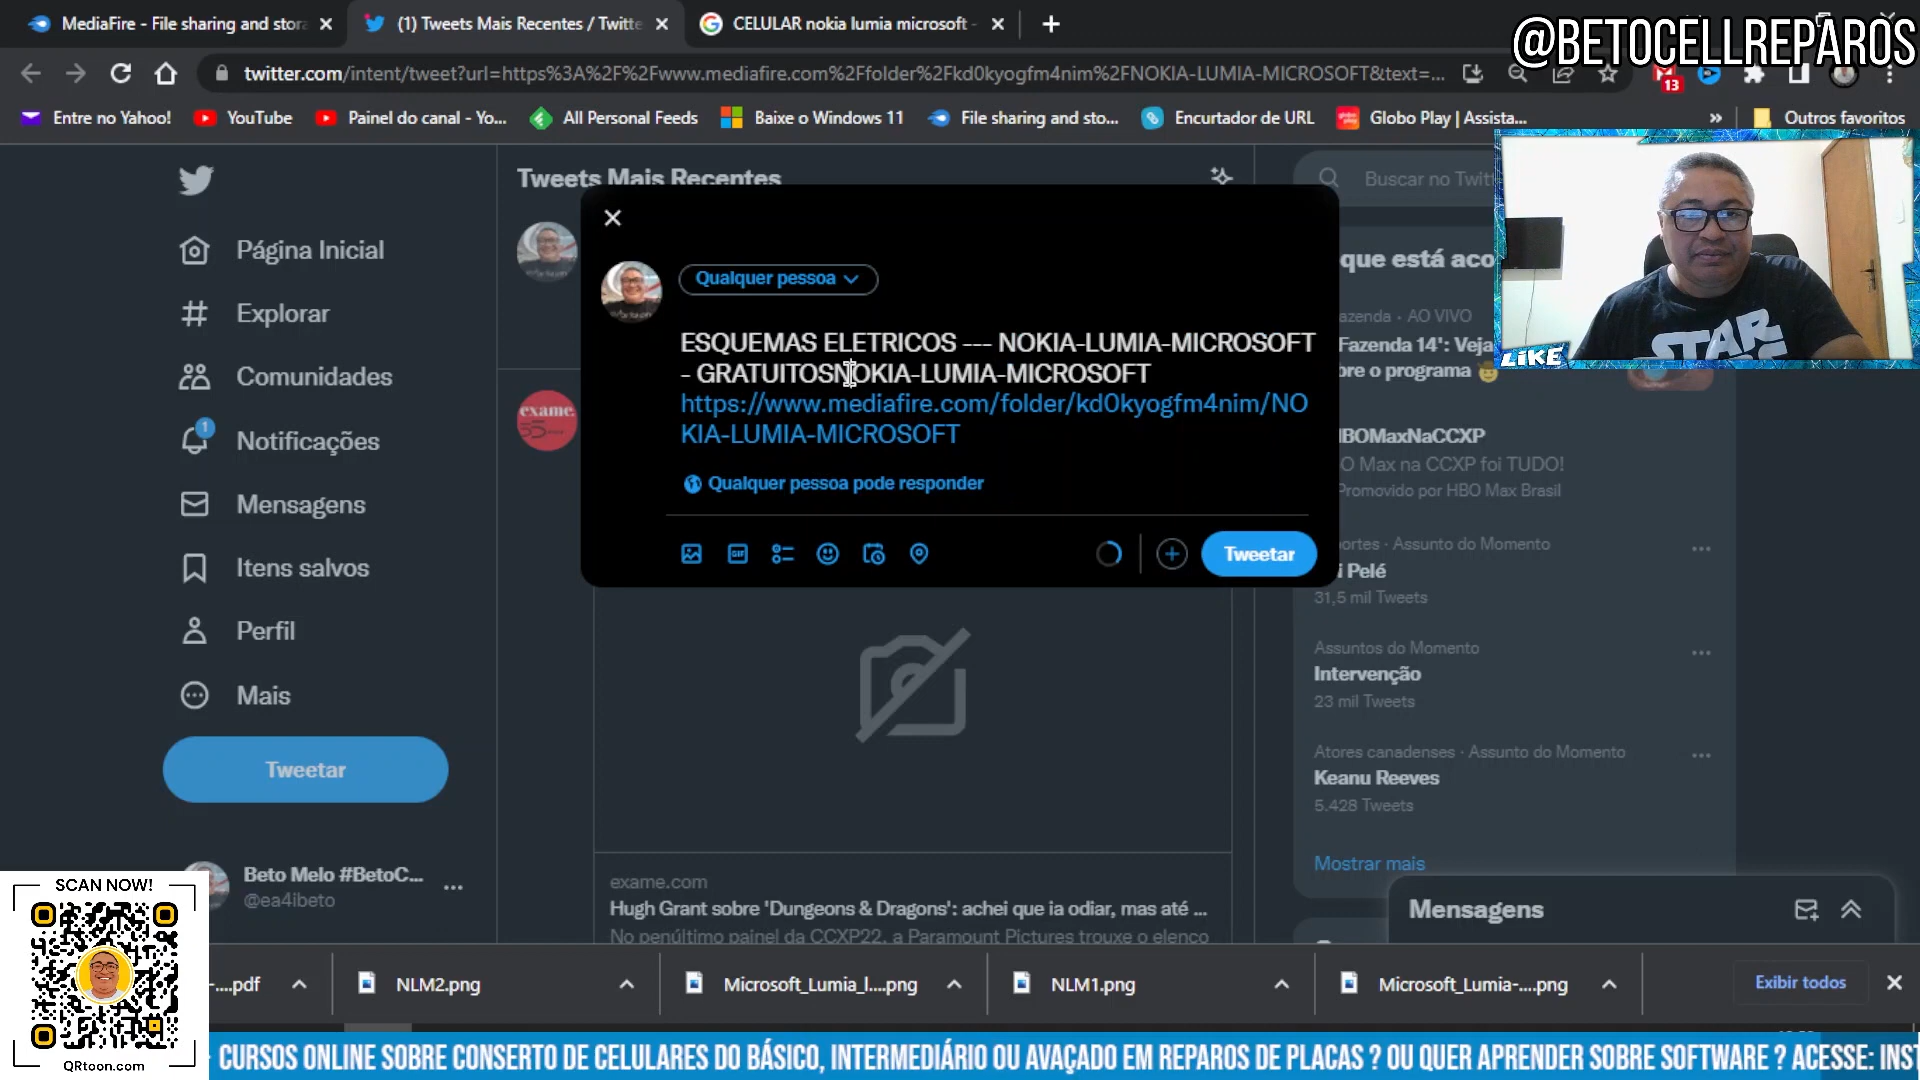 MediaFire - File sharing and stora
(1) Tweets Mais Recentes / Twitte
CELULAR nokia lumia microsoft -
@BETOCELLREPAROS
twitter.com/intent/tweet?url=https%3A%2F%2Fwww.mediafire.com%2Ffolder%2Fkd0kyogfm4nim%2FNOKIA-LUMIA-MICROSOFT&text=...
13
Entre no Yahoo!
YouTube
Painel do canal - Yo...
All Personal Feeds
Baixe o Windows 11
File sharing and sto...
Encurtador de URL
Globo Play | Assista...
»
Outros favoritos
Tweets Mais Recentes
Buscar no Twit
Página Inicial
Explorar
Comunidades
1
Notificações
Mensagens
Itens salvos
Perfil
Mais
Tweetar
Beto Melo #BetoC...
@ea4ibeto
exame.
Qualquer pessoa
ESQUEMAS ELETRICOS --- NOKIA-LUMIA-MICROSOFT
- GRATUITOSNOKIA-LUMIA-MICROSOFT
https://www.mediafire.com/folder/kd0kyogfm4nim/NO
KIA-LUMIA-MICROSOFT
Qualquer pessoa pode responder
GIF
Tweetar
exame.com
Hugh Grant sobre 'Dungeons & Dragons': achei que ia odiar, mas até ...
No penúltimo painel da CCXP22, a Paramount Pictures trouxe o elenco
que está aco
azenda · AO VIVO
Fazenda 14': Veja
bre o programa
STAR
LIKE
HBOMaxNaCCXP
O Max na CCXP foi TUDO!
Promovido por HBO Max Brasil
ortes · Assunto do Momento
i Pelé
31,5 mil Tweets
Assuntos do Momento
Intervenção
23 mil Tweets
Atores canadenses · Assunto do Momento
Keanu Reeves
5.428 Tweets
Mostrar mais
Mensagens
SCAN NOW!
QRtoon.com
-....pdf
NLM2.png
Microsoft_Lumia_l....png
NLM1.png
Microsoft_Lumia-....png
Exibir todos
CURSOS ONLINE SOBRE CONSERTO DE CELULARES DO BÁSICO, INTERMEDIÁRIO OU AVAÇADO EM REPAROS DE PLACAS ? OU QUER APRENDER SOBRE SOFTWARE ? ACESSE: INST